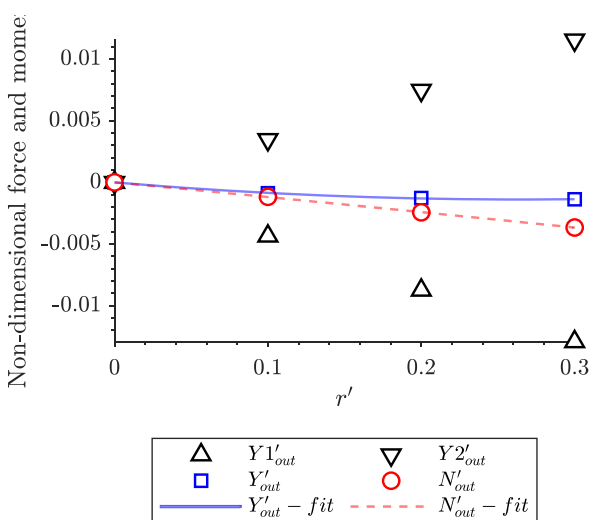 Non-dimensional force and
0.01
0.005
0
-0.005
-0.01
0 0.1 0.2 0.3
r′
Y1′out Y2′out
Y′out N′out
Y′out − fit N′out − fit